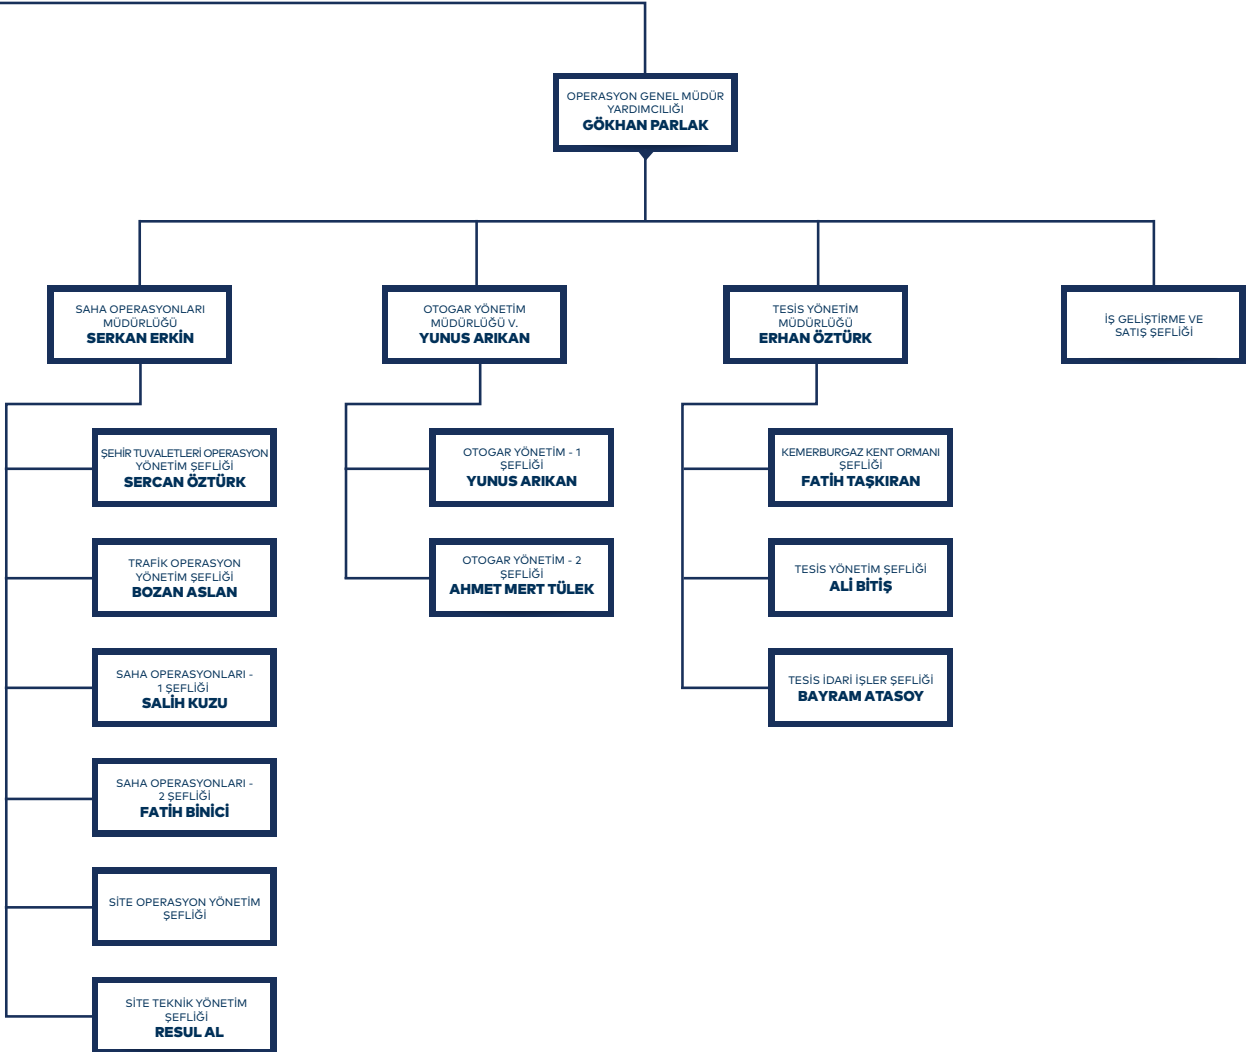 OPERASYON GENEL MÜDÜR
YARDIMCILIĞI
GÖKHAN PARLAK
SAHA OPERASYONLARI
MÜDÜRLÜĞÜ
SERKAN ERKİN
OTOGAR YÖNETİM
MÜDÜRLÜĞÜ V.
YUNUS ARIKAN
TESİS YÖNETİM
MÜDÜRLÜĞÜ
ERHAN ÖZTÜRK
İŞ GELİŞTİRME VE
SATIŞ ŞEFLİĞİ
ŞEHİR TUVALETLERİ OPERASYON
YÖNETİM ŞEFLİĞİ
SERCAN ÖZTÜRK
TRAFİK OPERASYON
YÖNETİM ŞEFLİĞİ
BOZAN ASLAN
SAHA OPERASYONLARI -
1 ŞEFLİĞİ
SALİH KUZU
SAHA OPERASYONLARI -
2 ŞEFLİĞİ
FATİH BİNİCİ
SİTE OPERASYON YÖNETİM
ŞEFLİĞİ
SİTE TEKNİK YÖNETİM
ŞEFLİĞİ
RESUL AL
OTOGAR YÖNETİM - 1
ŞEFLİĞİ
YUNUS ARIKAN
OTOGAR YÖNETİM - 2
ŞEFLİĞİ
AHMET MERT TÜLEK
KEMERBURGAZ KENT ORMANI
ŞEFLİĞİ
FATİH TAŞKIRAN
TESİS YÖNETİM ŞEFLİĞİ
ALİ BİTİŞ
TESİS İDARİ İŞLER ŞEFLİĞİ
BAYRAM ATASOY